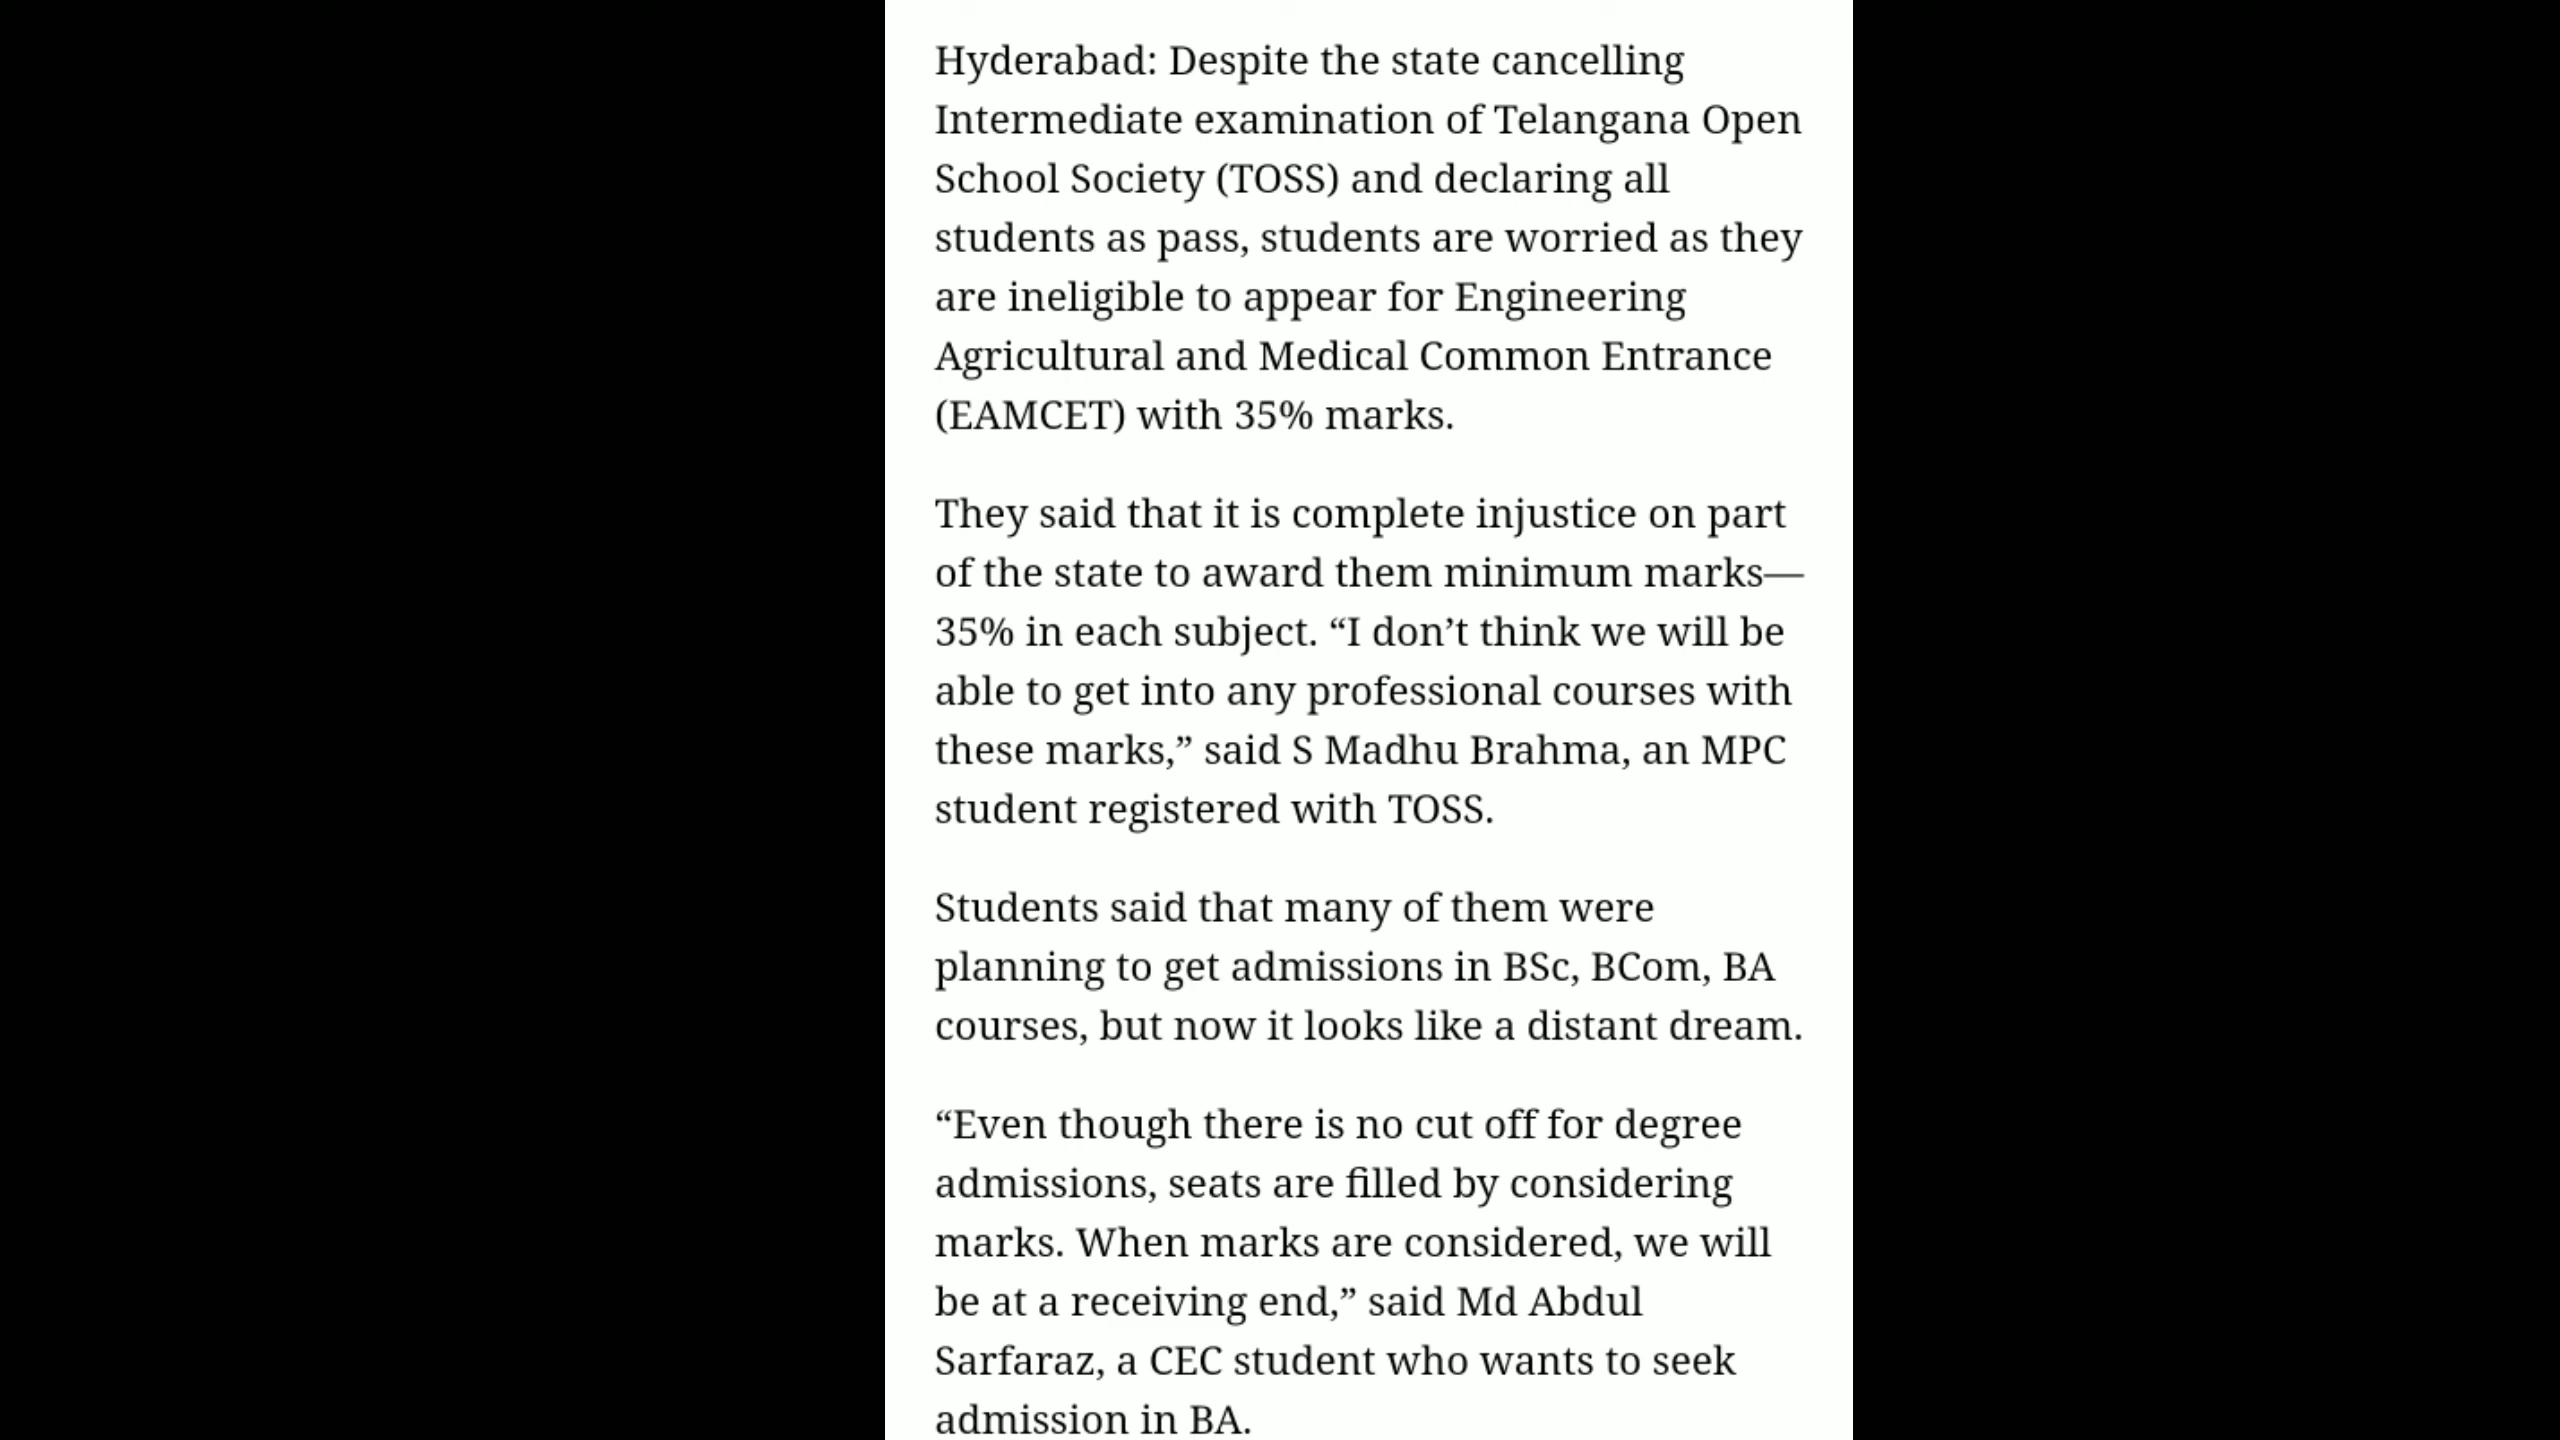 Hyderabad: Despite the state cancelling
Intermediate examination of Telangana Open
School Society (TOSS) and declaring all
students as pass, students are worried as they
are ineligible to appear for Engineering
Agricultural and Medical Common Entrance
(EAMCET) with 35% marks.
They said that it is complete injustice on part
of the state to award them minimum marks—
35% in each subject. “I don’t think we will be
able to get into any professional courses with
these marks,” said S Madhu Brahma, an MPC
student registered with TOSS.
Students said that many of them were
planning to get admissions in BSc, BCom, BA
courses, but now it looks like a distant dream.
“Even though there is no cut off for degree
admissions, seats are filled by considering
marks. When marks are considered, we will
be at a receiving end,” said Md Abdul
Sarfaraz, a CEC student who wants to seek
admission in BA.